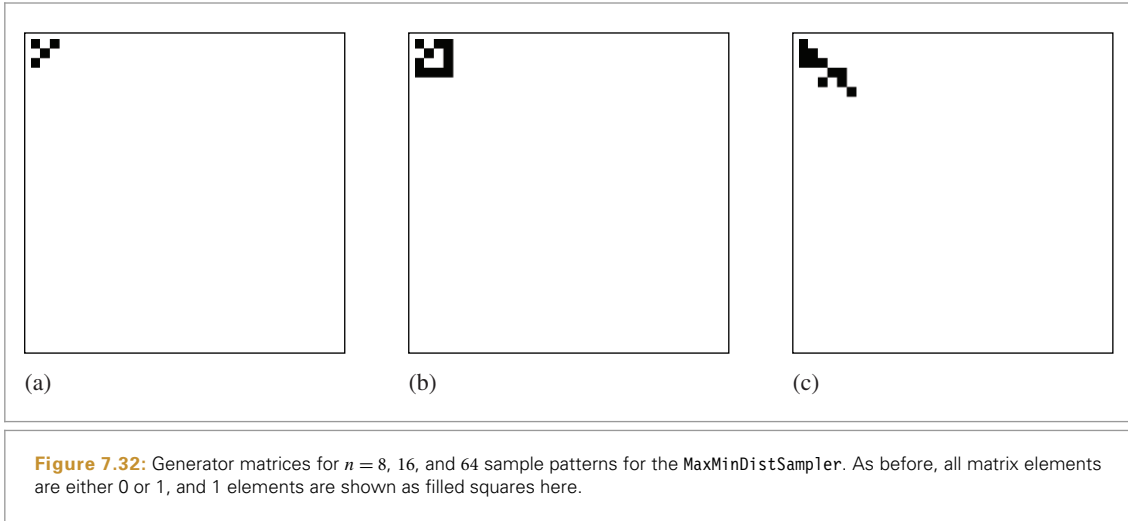 (a)
(b)
(c)
Figure 7.32: Generator matrices for n = 8, 16, and 64 sample patterns for the MaxMinDistSampler. As before, all matrix elements
are either 0 or 1, and 1 elements are shown as filled squares here.